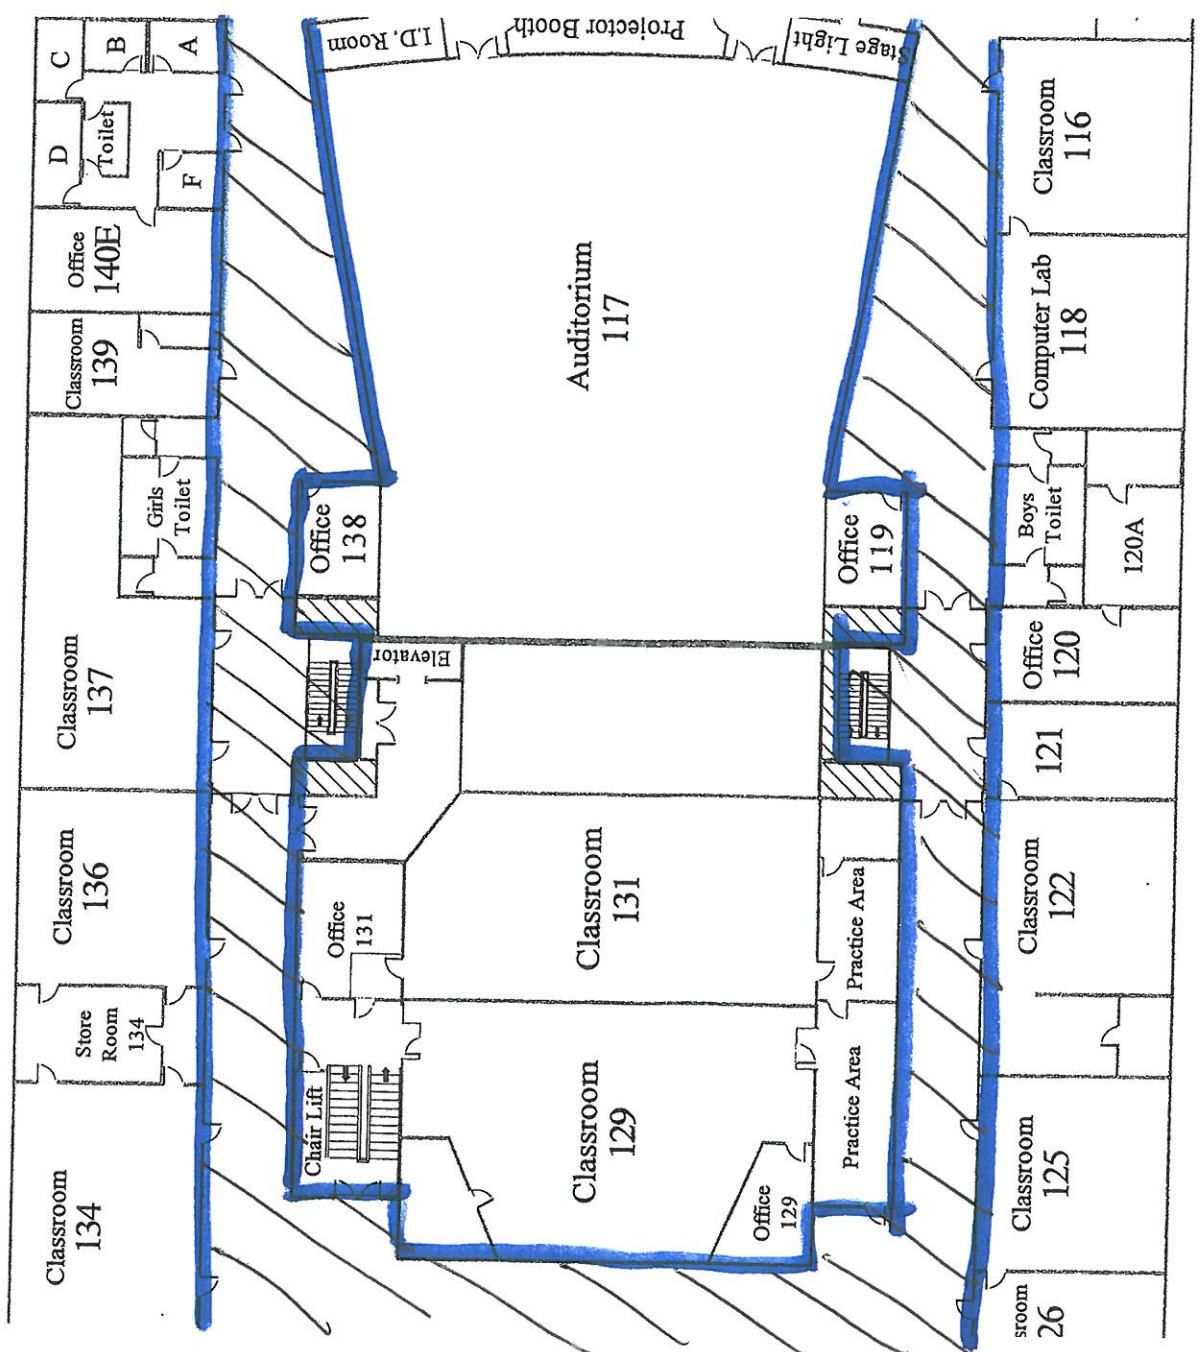 I.D. Room
Projector Booth
Stage Light
A
B
C
D
Toilet
F
Office
140E
Classroom
139
Girls
Toilet
Classroom
137
Classroom
136
Store
Room
134
Classroom
134
Auditorium
117
Office
138
Office
119
Elevator
Office
131
Classroom
131
Practice Area
Chair Lift
Classroom
129
Office
129
Practice Area
Classroom
116
Computer Lab
118
Boys
Toilet
120A
Office
120
121
Classroom
122
Classroom
125
sroom
26